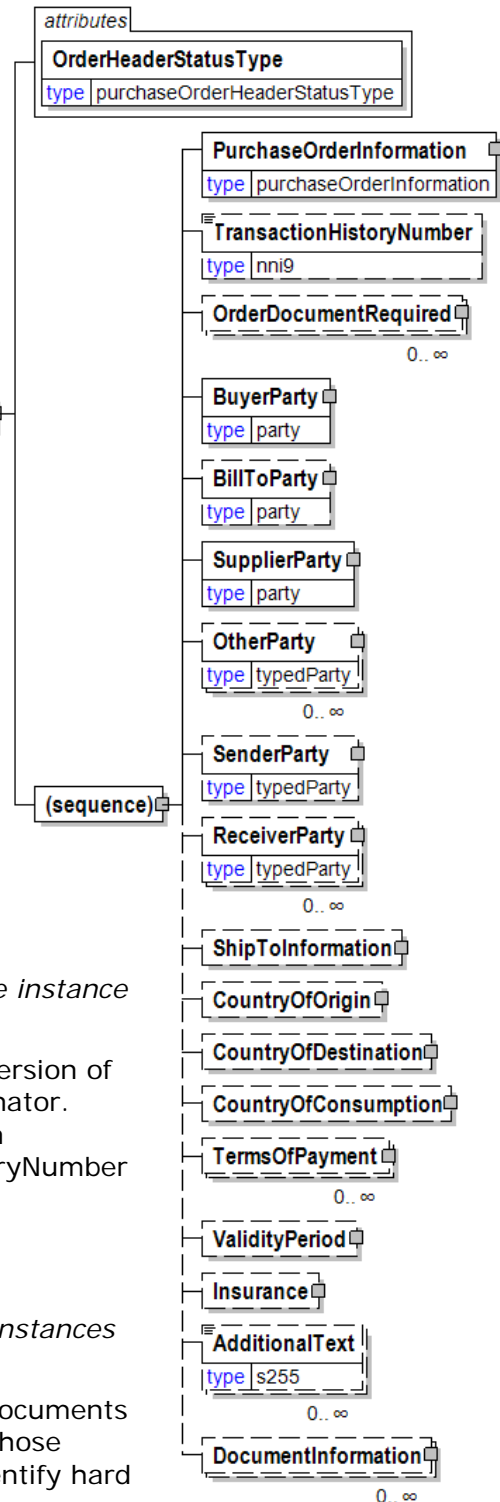 attributes
OrderHeaderStatusType
type purchaseOrderHeaderStatusType
PurchaseOrderInformation
type purchaseOrderInformation
TransactionHistoryNumber
type nni9
OrderDocumentRequired
0.. ∞
BuyerParty
type party
BillToParty
type party
SupplierParty
type party
OtherParty
type typedParty
0.. ∞
SenderParty
type typedParty
(sequence)
ReceiverParty
type typedParty
0.. ∞
ShipToInformation
CountryOfOrigin
CountryOfDestination
CountryOfConsumption
TermsOfPayment
0.. ∞
ValidityPeriod
Insurance
AdditionalText
type s255
0.. ∞
DocumentInformation
0.. ∞
instance
ersion of
nator.
ryNumber
nstances
ocuments
hose
entify hard